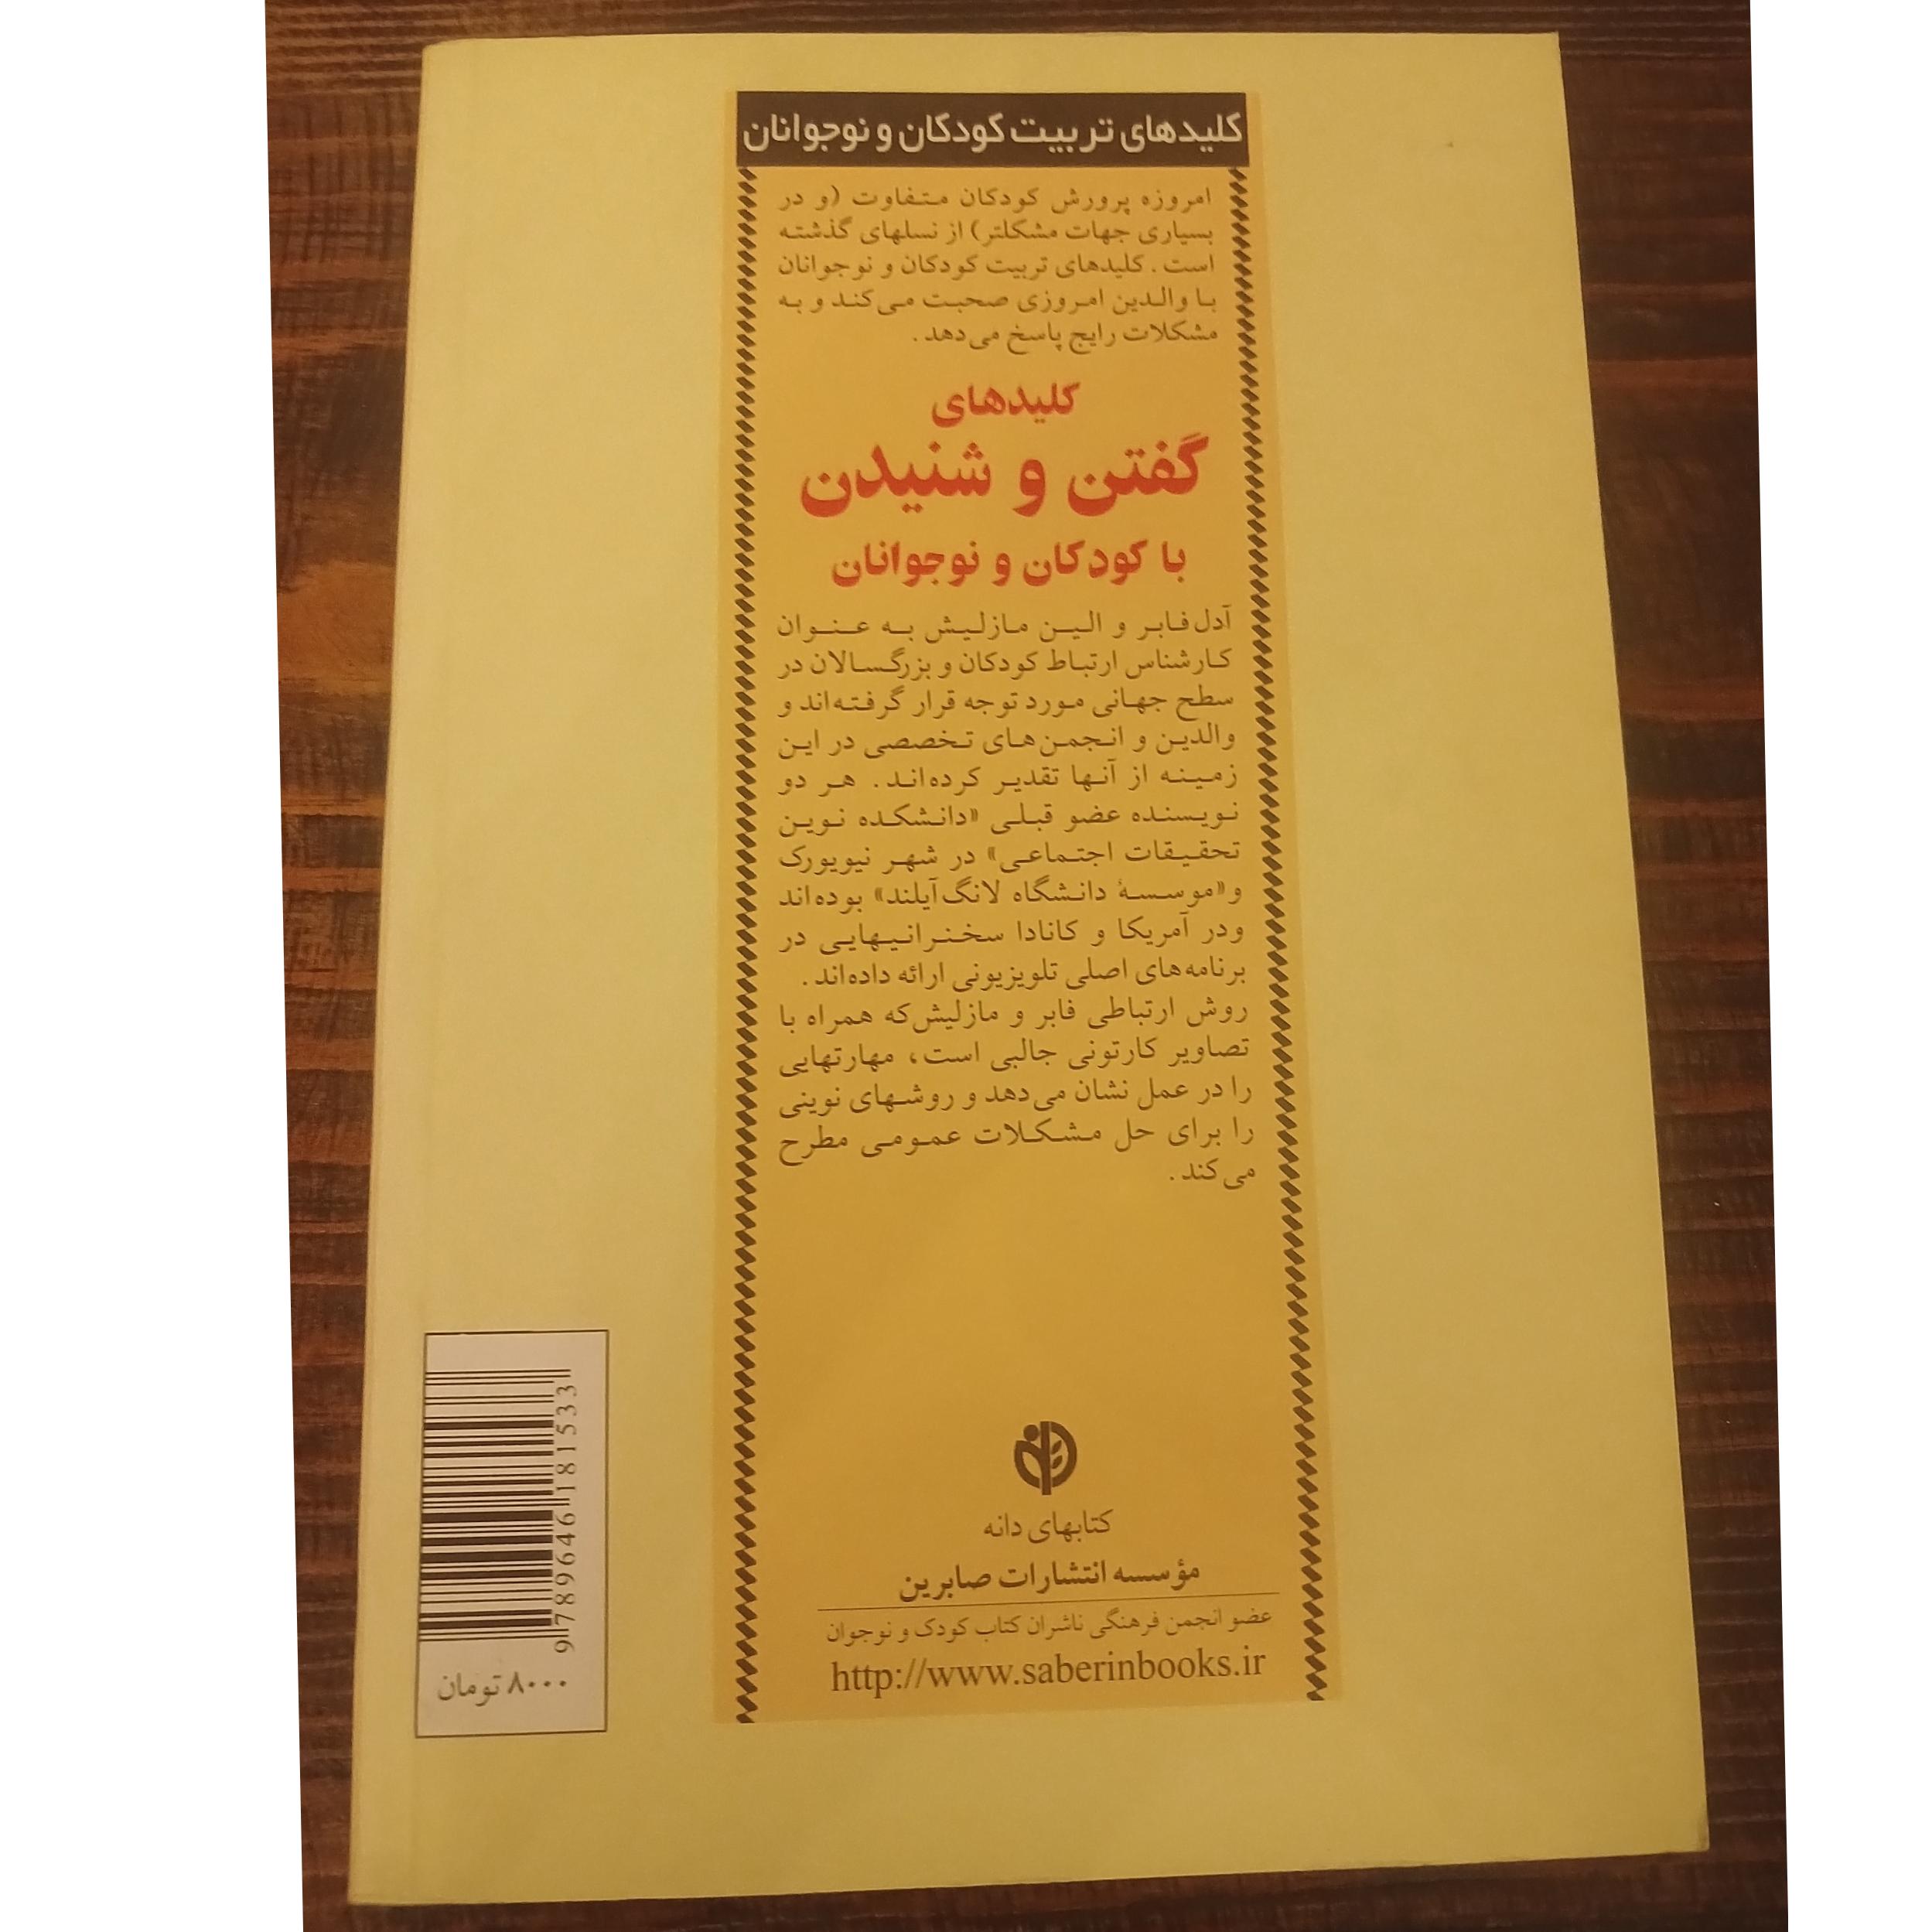 کلیدهای تربیت کودکان و نوجوانان
امروزه پرورش کودکان متفاوت (و در
بسیاری جهات مشکلتر) از نسلهای گذشته
است. کلیدهای تربیت کودکان و نوجوانان
با والدین امروزی صحبت می‌کند و به
مشکلات رایج پاسخ می‌دهد.
کلیدهای
گفتن و شنیدن
با کودکان و نوجوانان
آدل فابر و الین مازلیش به عنوان
کارشناس ارتباط کودکان و بزرگسالان در
سطح جهانی مورد توجه قرار گرفته‌اند و
والدین و انجمن‌های تخصصی در این
زمینه از آنها تقدیر کرده‌اند. هر دو
نویسنده عضو قبلی «دانشکده نوین
تحقیقات اجتماعی» در شهر نیویورک
و«موسسهٔ دانشگاه لانگ‌آیلند» بوده‌اند
ودر آمریکا و کانادا سخنرانیهایی در
برنامه‌های اصلی تلویزیونی ارائه داده‌اند.
روش ارتباطی فابر و مازلیش‌که همراه با
تصاویر کارتونی جالبی است، مهارتهایی
را در عمل نشان می‌دهد و روشهای نوینی
را برای حل مشکلات عمومی مطرح
می‌کند.
کتابهای دانه
مؤسسه انتشارات صابرین
عضو انجمن فرهنگی ناشران کتاب کودک و نوجوان
http://www.saberinbooks.ir
9789646181533
۸۰۰۰ تومان